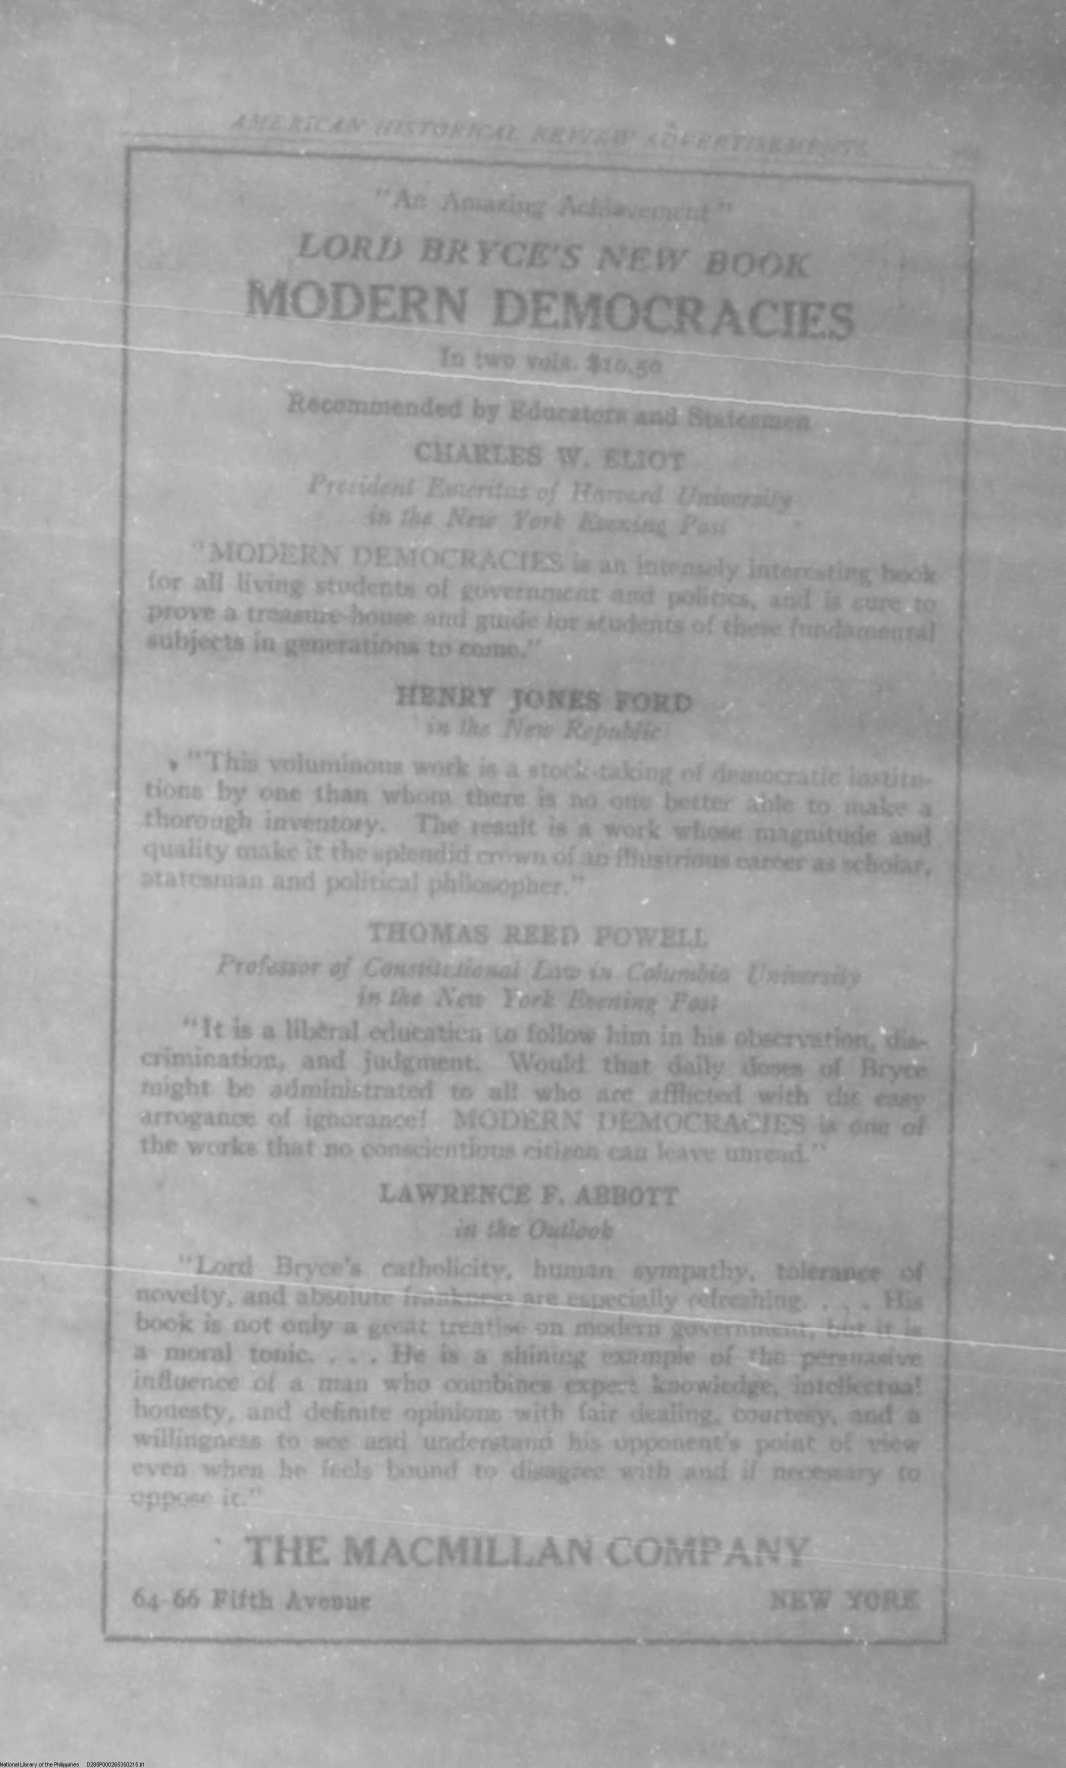 AMERICAN HISTORICAL REVIEW ADVERTISEMENTS
"An Amazing Achievement"
LORD BRYCE'S NEW BOOK
MODERN DEMOCRACIES
In two vols. $10.50
Recommended by Educators and Statesmen
CHARLES W. ELIOT
President Emeritus of Harvard University
in the New York Evening Post
"MODERN DEMOCRACIES is an intensely interesting book
for all living students of government and politics, and is sure to
prove a treasure-house and guide for students of these fundamental
subjects in generations to come."
HENRY JONES FORD
in the New Republic
"This voluminous work is a stock-taking of democratic institu-
tions by one than whom there is no one better able to make a
thorough inventory. The result is a work whose magnitude and
quality make it the splendid crown of an illustrious career as scholar,
statesman and political philosopher."
THOMAS REED POWELL
Professor of Constitutional Law in Columbia University
in the New York Evening Post
"It is a liberal education to follow him in his observation, dis-
crimination, and judgment. Would that daily doses of Bryce
might be administrated to all who are afflicted with the easy
arrogance of ignorance! MODERN DEMOCRACIES is one of
the works that no conscientious citizen can leave unread."
LAWRENCE F. ABBOTT
in the Outlook
"Lord Bryce's catholicity, human sympathy, tolerance of
novelty, and absolute frankness are especially refreshing. . . . His
book is not only a great treatise on modern government, but it is
a moral tonic. . . . He is a shining example of the persuasive
influence of a man who combines expert knowledge, intellectual
honesty, and definite opinions with fair dealing, courtesy, and a
willingness to see and understand his opponent's point of view
even when he feels bound to disagree with and if necessary to
oppose it."
THE MACMILLAN COMPANY
64-66 Fifth Avenue NEW YORK
National Library of the Philippines